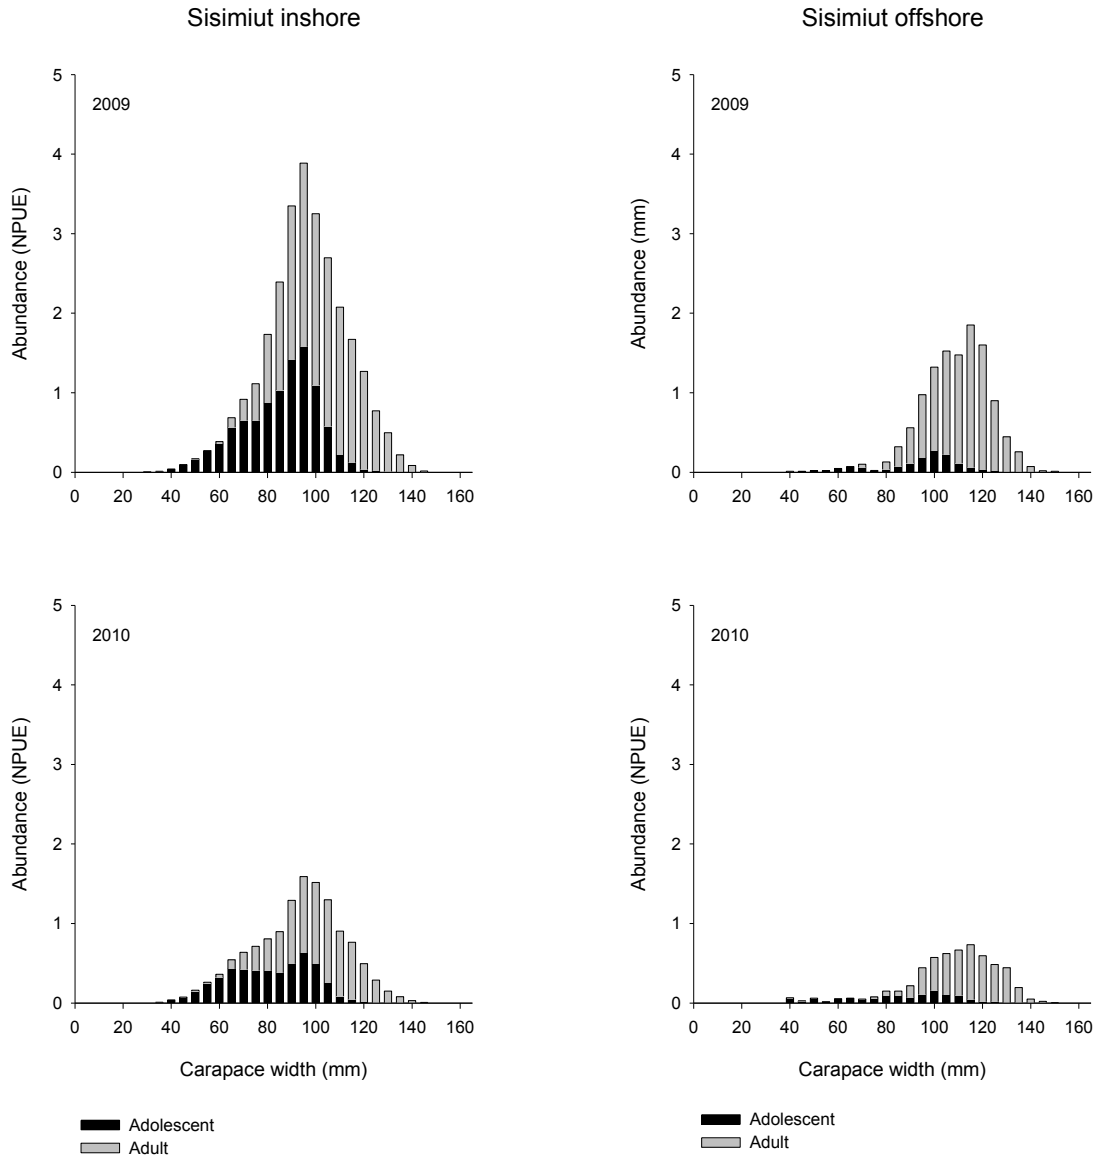 Sisimiut inshore
Sisimiut offshore
Abundance (NPUE)
5
4
3
2
1
0
2009
0 20 40 60 80 100 120 140 160
Abundance (mm)
5
4
3
2
1
0
2009
0 20 40 60 80 100 120 140 160
Abundance (NPUE)
5
4
3
2
1
0
2010
0 20 40 60 80 100 120 140 160
Carapace width (mm)
Adolescent
Adult
Abundance (NPUE)
5
4
3
2
1
0
2010
0 20 40 60 80 100 120 140 160
Carapace width (mm)
Adolescent
Adult